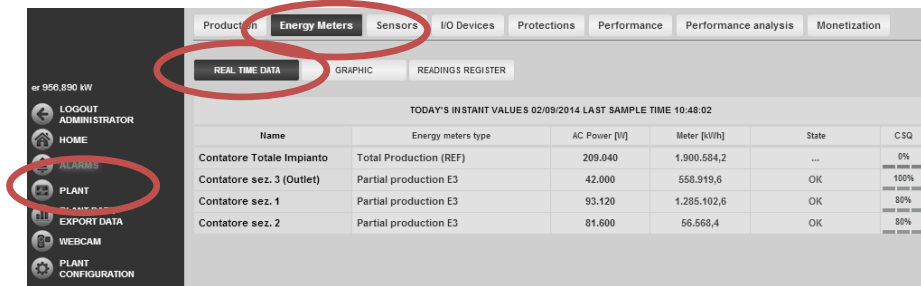 Production Energy Meters Sensors I/O Devices Protections Performance Performance analysis Monetization
REAL TIME DATA GRAPHIC READINGS REGISTER
er 956,890 kW
LOGOUT
ADMINISTRATOR
HOME
ALARMS
PLANT
EXPORT DATA
WEBCAM
PLANT
CONFIGURATION
TODAY'S INSTANT VALUES 02/09/2014 LAST SAMPLE TIME 10:48:02
Name Energy meters type AC Power [W] Meter [kWh] State CSQ
Contatore Totale Impianto Total Production (REF) 209.040 1.900.584,2 ... 0%
Contatore sez. 3 (Outlet) Partial production E3 42.000 558.919,6 OK 100%
Contatore sez. 1 Partial production E3 93.120 1.285.102,6 OK 80%
Contatore sez. 2 Partial production E3 81.600 56.568,4 OK 80%